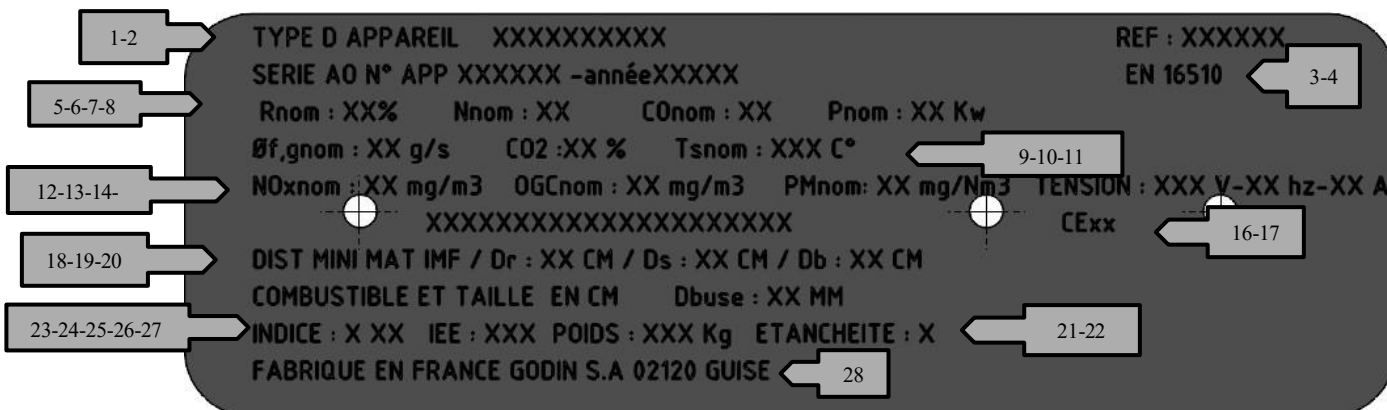 1-2 TYPE D APPAREIL XXXXXXXXXX REF : XXXXXX
SERIE AO N° APP XXXXXX -annéeXXXXX EN 16510 3-4
5-6-7-8 Rnom : XX% Nnom : XX COnom : XX Pnom : XX Kw
Øf,gnom : XX g/s CO2 :XX % Tsnom : XXX C° 9-10-11
12-13-14- NOxnom : XX mg/m3 OGCnom : XX mg/m3 PMnom: XX mg/Nm3 TENSION : XXX V-XX hz-XX A
XXXXXXXXXXXXXXXXXXXXX CExx 16-17
18-19-20 DIST MINI MAT IMF / Dr : XX CM / Ds : XX CM / Db : XX CM
COMBUSTIBLE ET TAILLE EN CM Dbuse : XX MM
23-24-25-26-27 INDICE : X XX IEE : XXX POIDS : XXX Kg ETANCHEITE : X 21-22
FABRIQUE EN FRANCE GODIN S.A 02120 GUISE 28